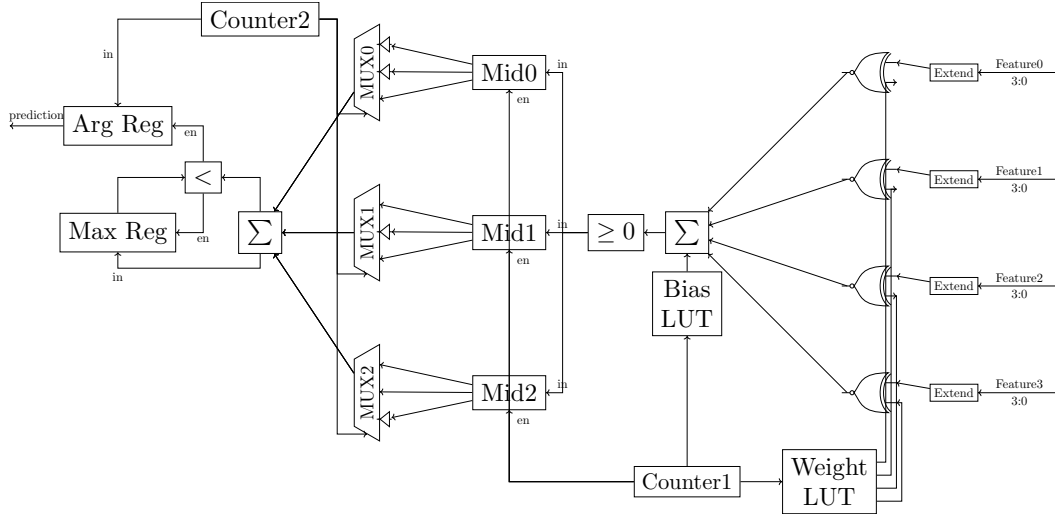 Counter2
in
MUX0
Mid0
en
Extend
Feature0
3:0
prediction
Arg Reg
en
<
Max Reg
en
in
∑
MUX1
Mid1
en
in
≥ 0
∑
Bias
LUT
Extend
Feature1
3:0
Extend
Feature2
3:0
MUX2
Mid2
en
in
Extend
Feature3
3:0
Counter1
Weight
LUT